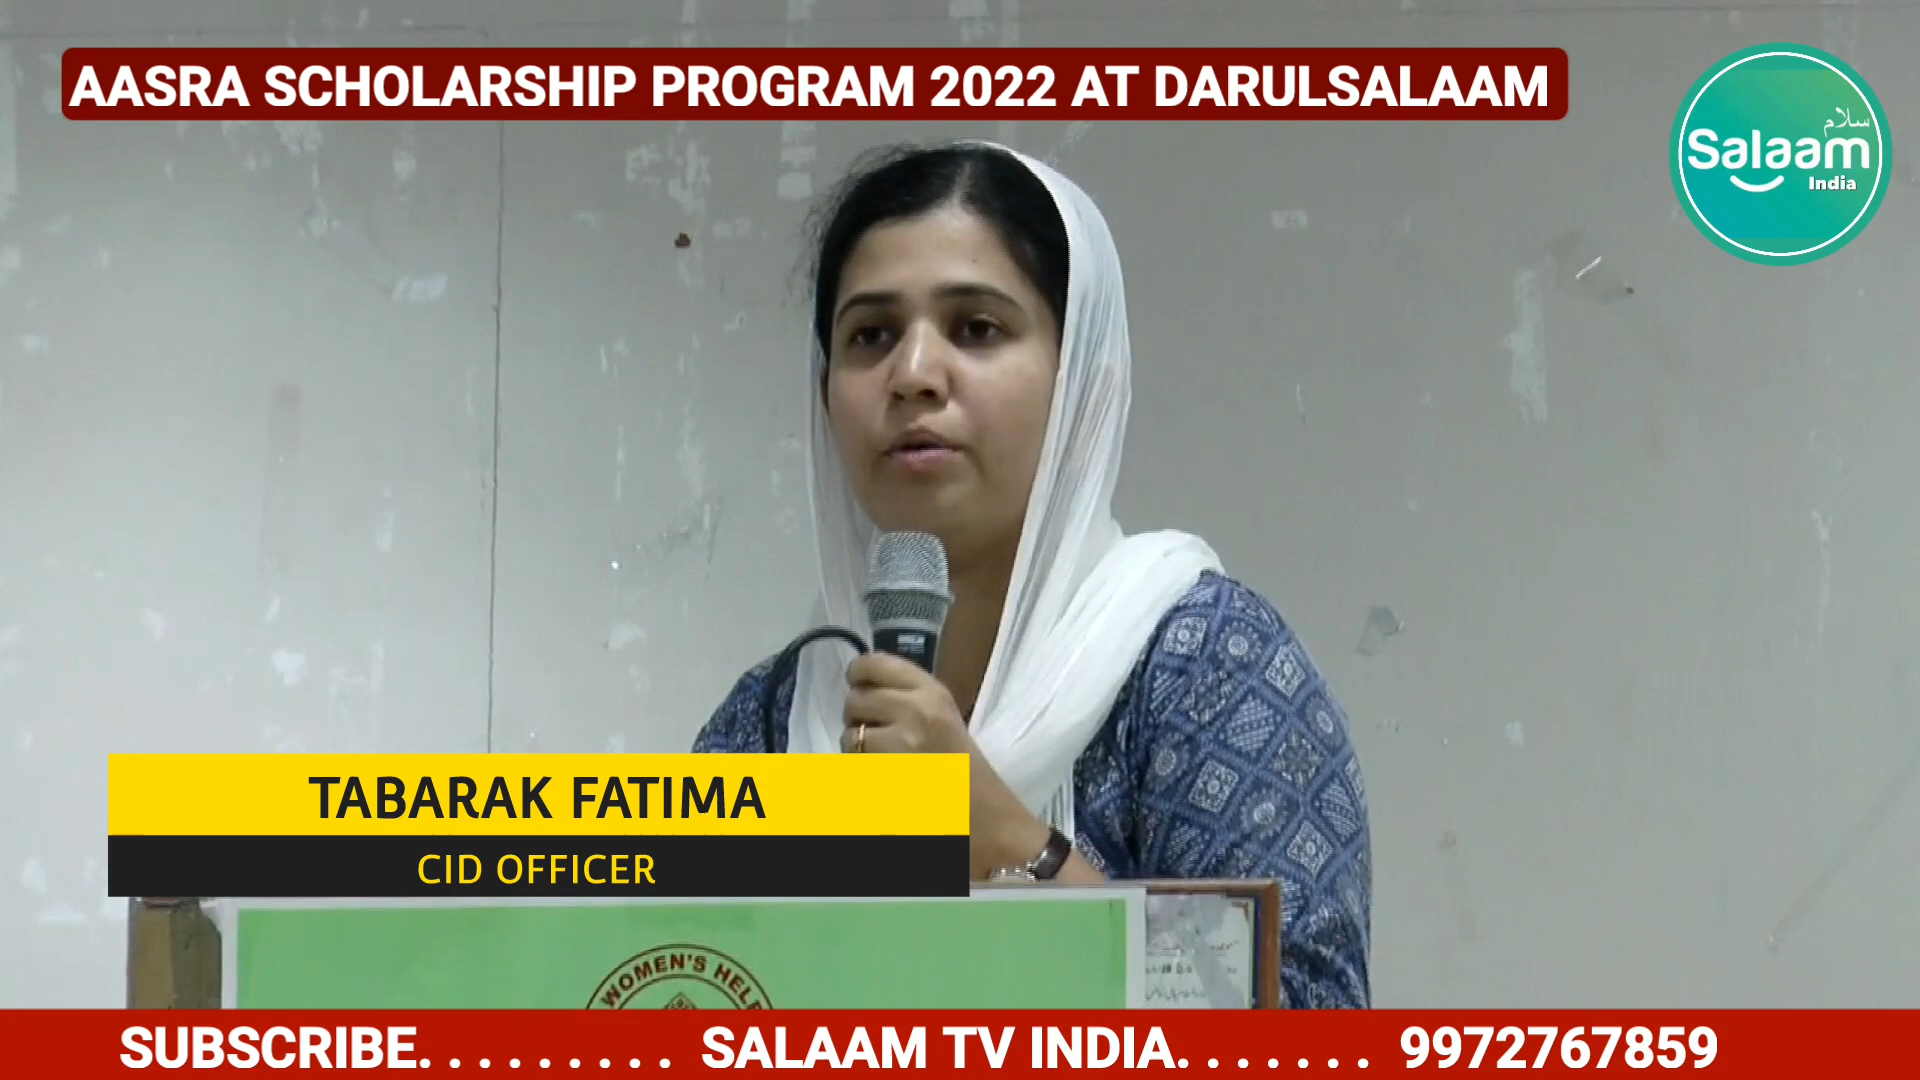 AASRA SCHOLARSHIP PROGRAM 2022 AT DARULSALAAM
سلام
Salaam
India
TABARAK FATIMA
CID OFFICER
WOMEN'S HELP
SUBSCRIBE......... SALAAM TV INDIA....... 9972767859